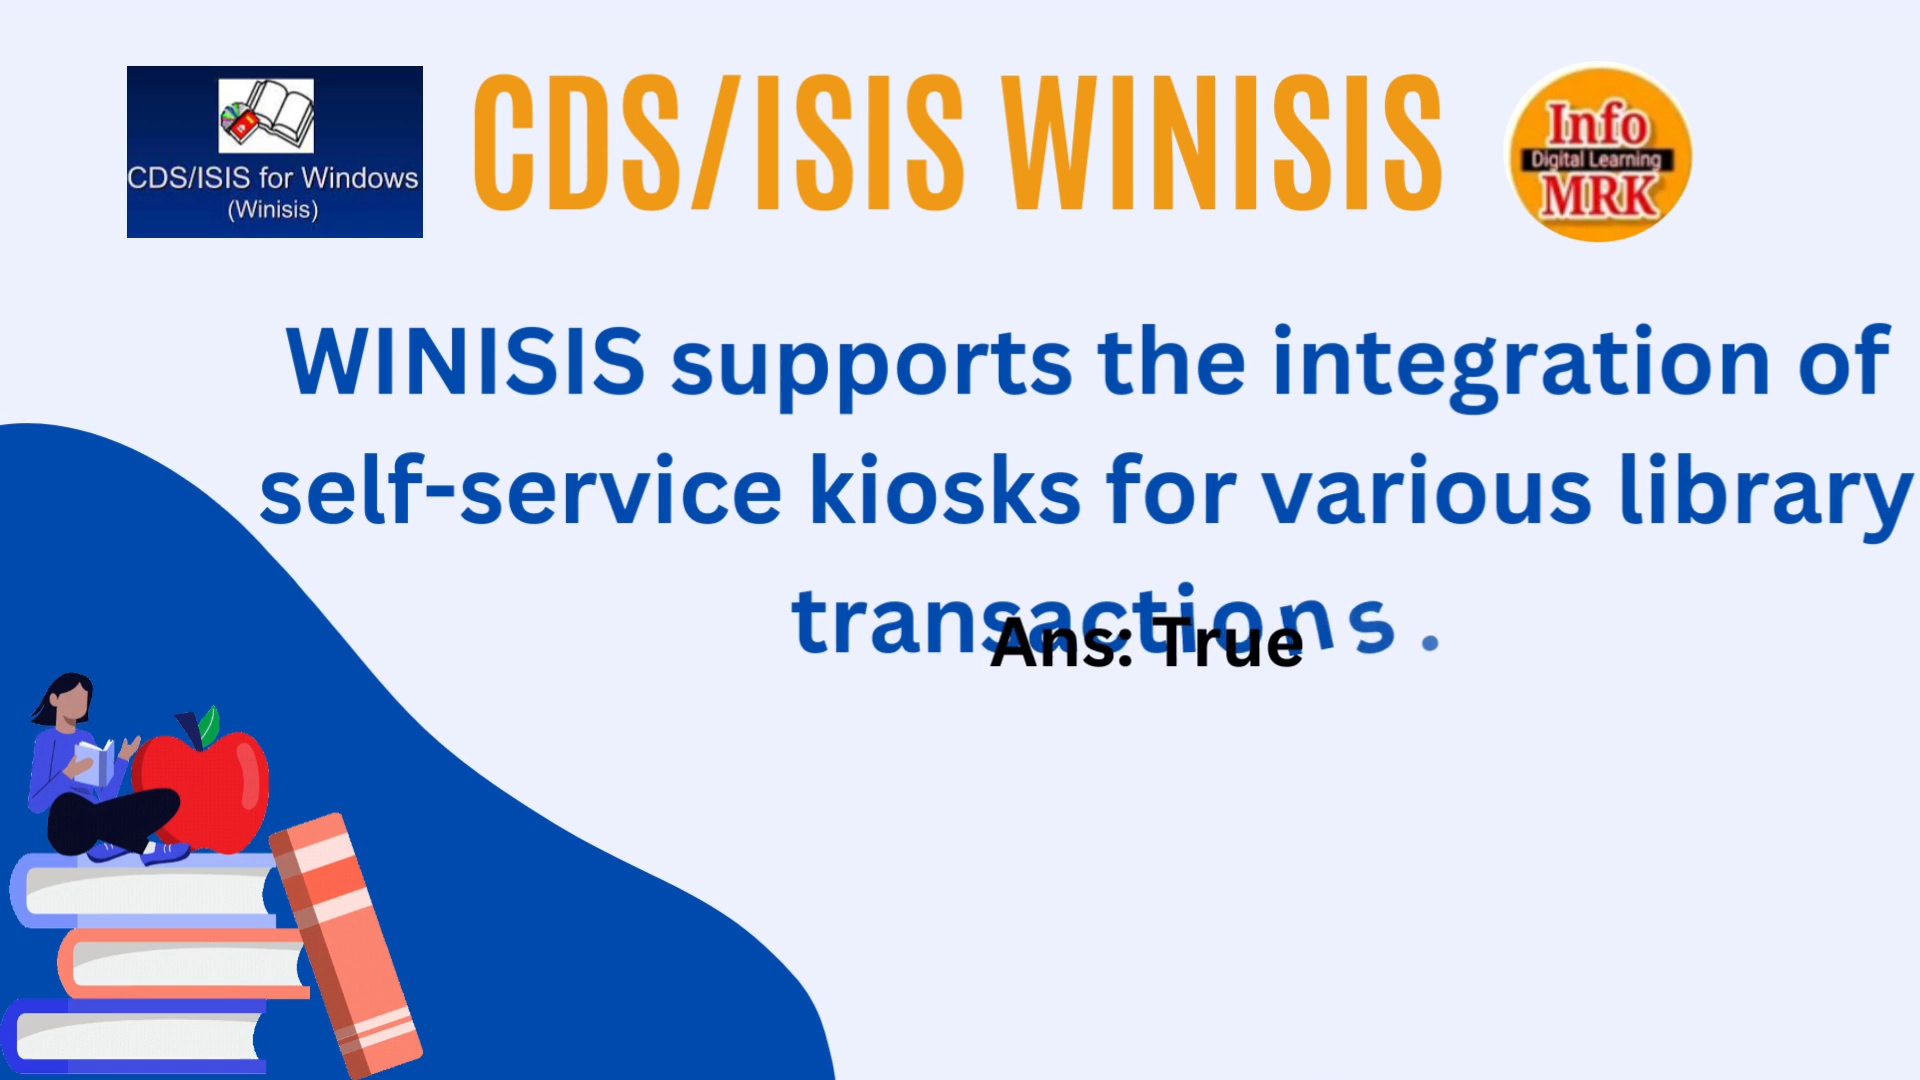 CDS/ISIS for Windows
(Winisis)
CDS/ISIS WINISIS
Info
Digital Learning
MRK
WINISIS supports the integration of
self-service kiosks for various library
transactions.
Ans: True